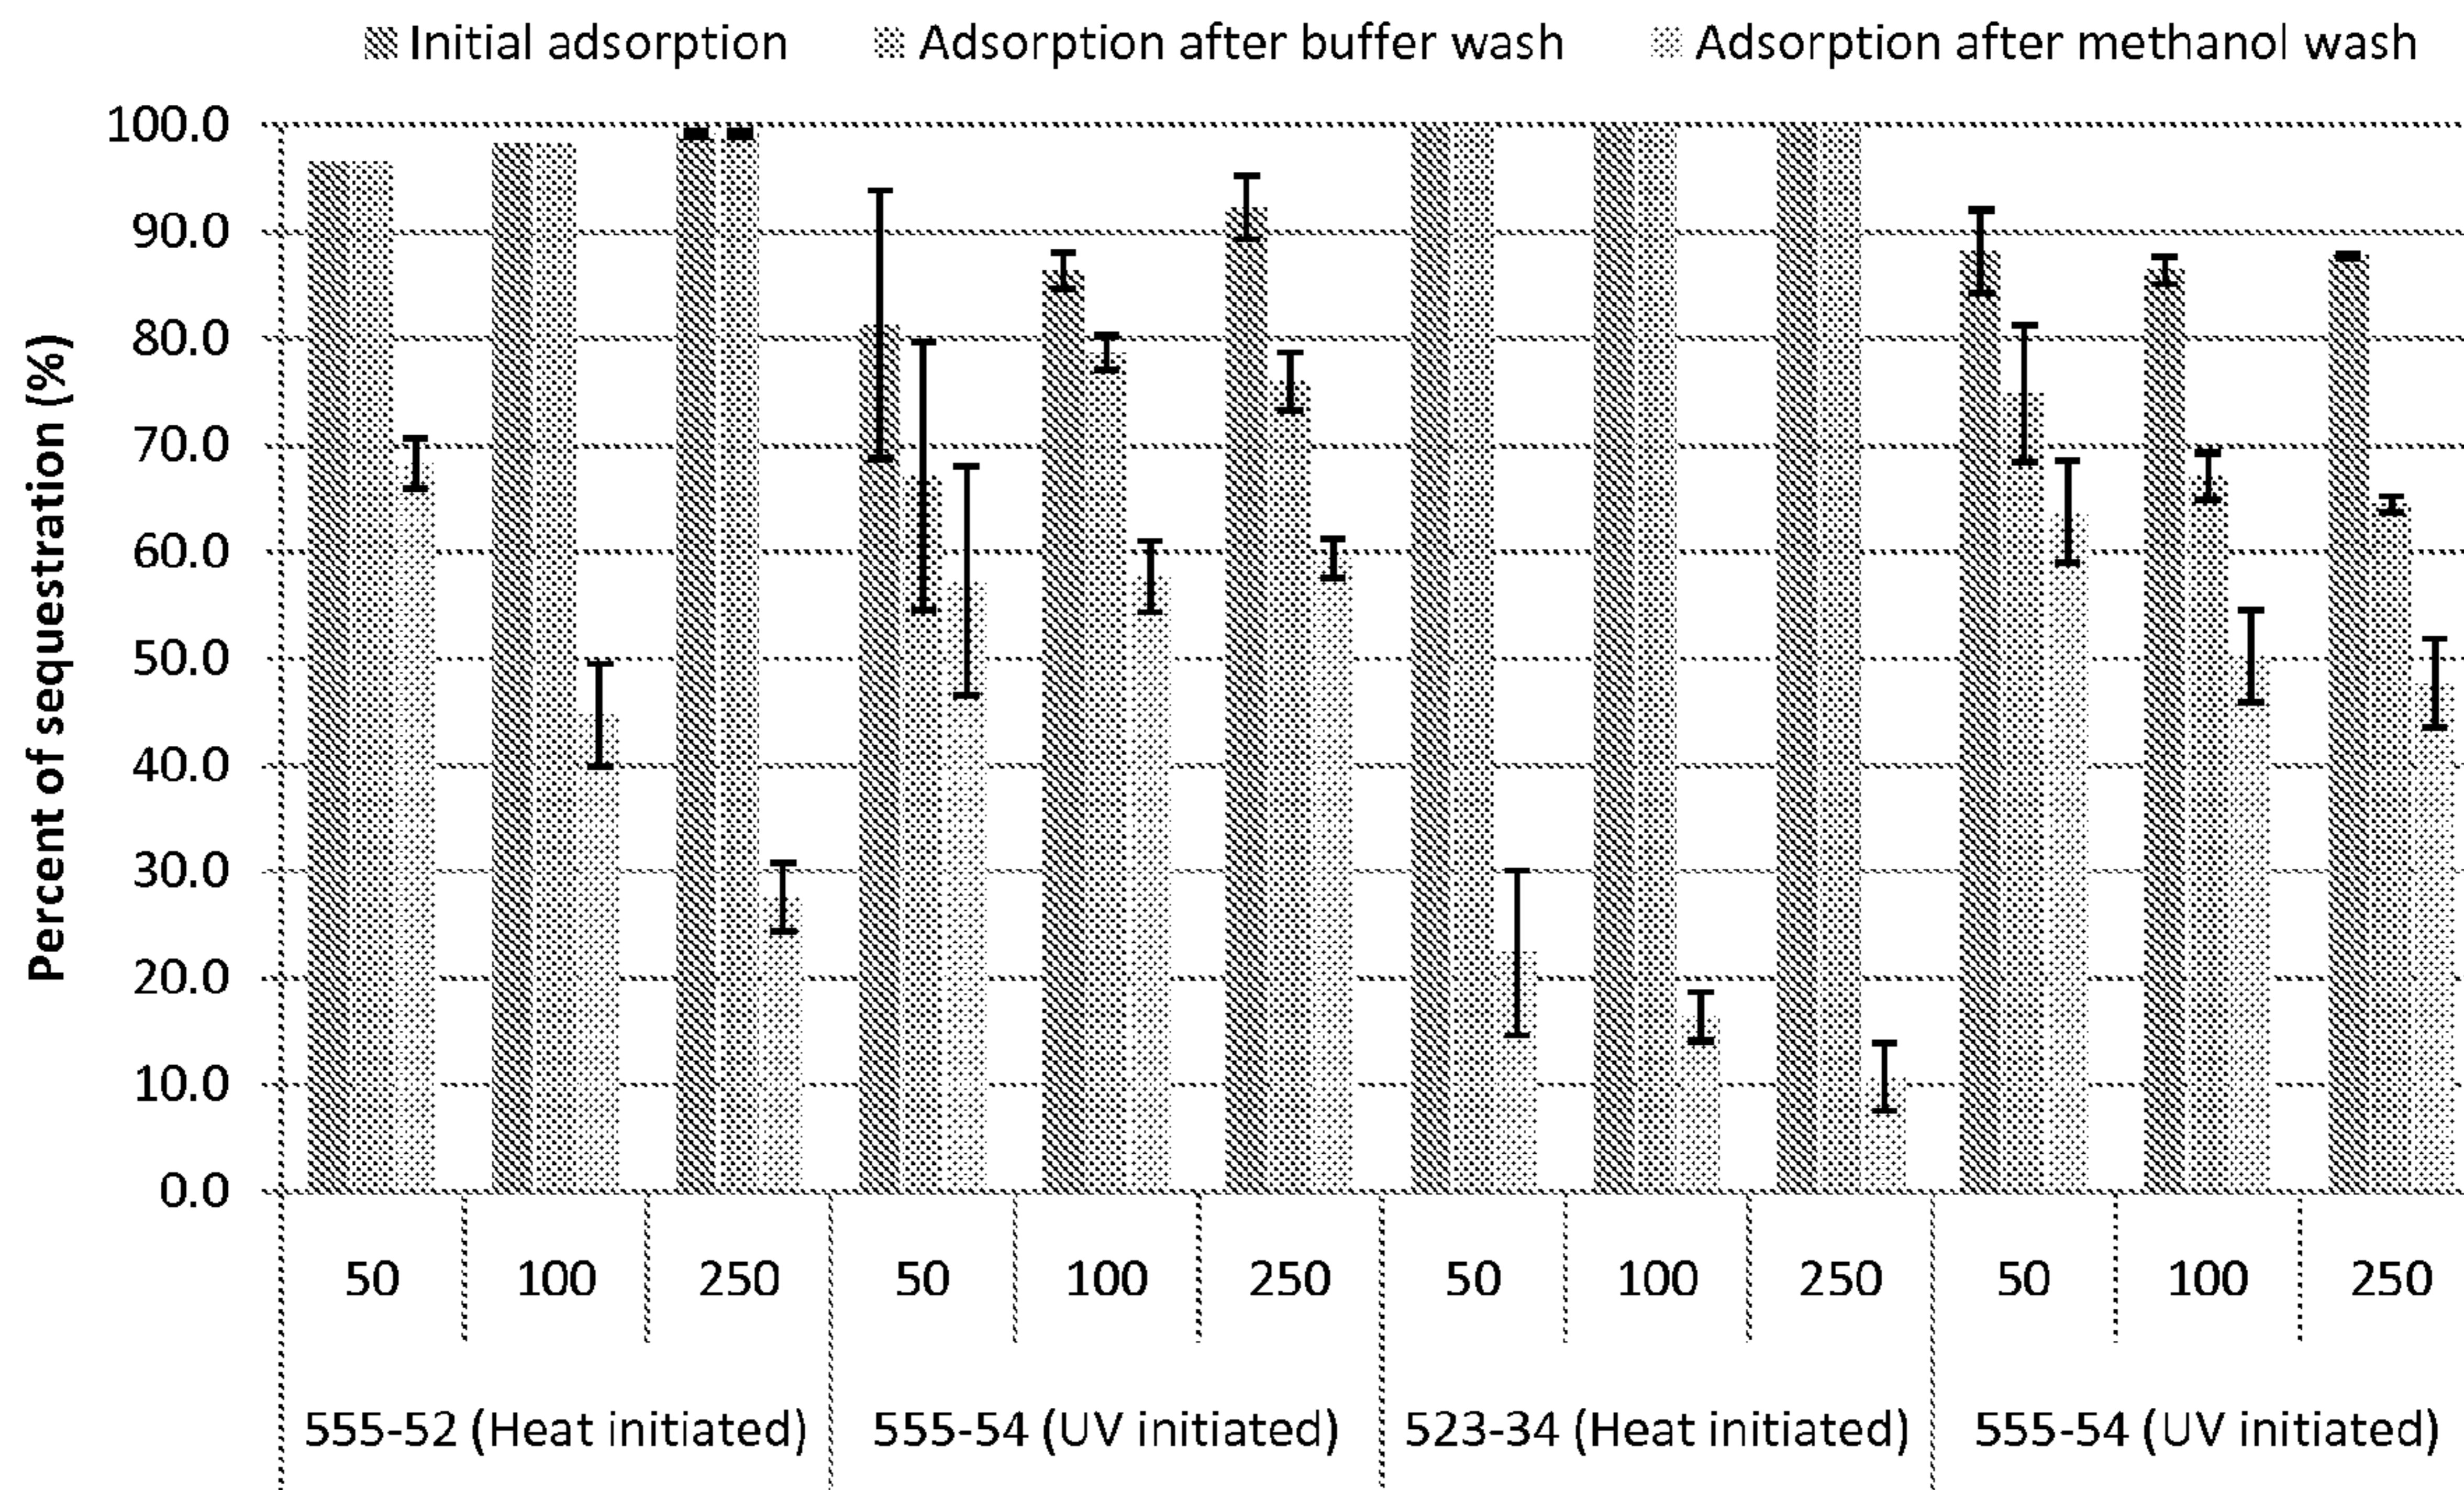 Initial adsorption Adsorption after buffer wash Adsorption after methanol wash
Percent of sequestration (%)
100.0
90.0
80.0
70.0
60.0
50.0
40.0
30.0
20.0
10.0
0.0
50 100 250 50 100 250 50 100 250 50 100 250
555-52 (Heat initiated) 555-54 (UV initiated) 523-34 (Heat initiated) 555-54 (UV initiated)